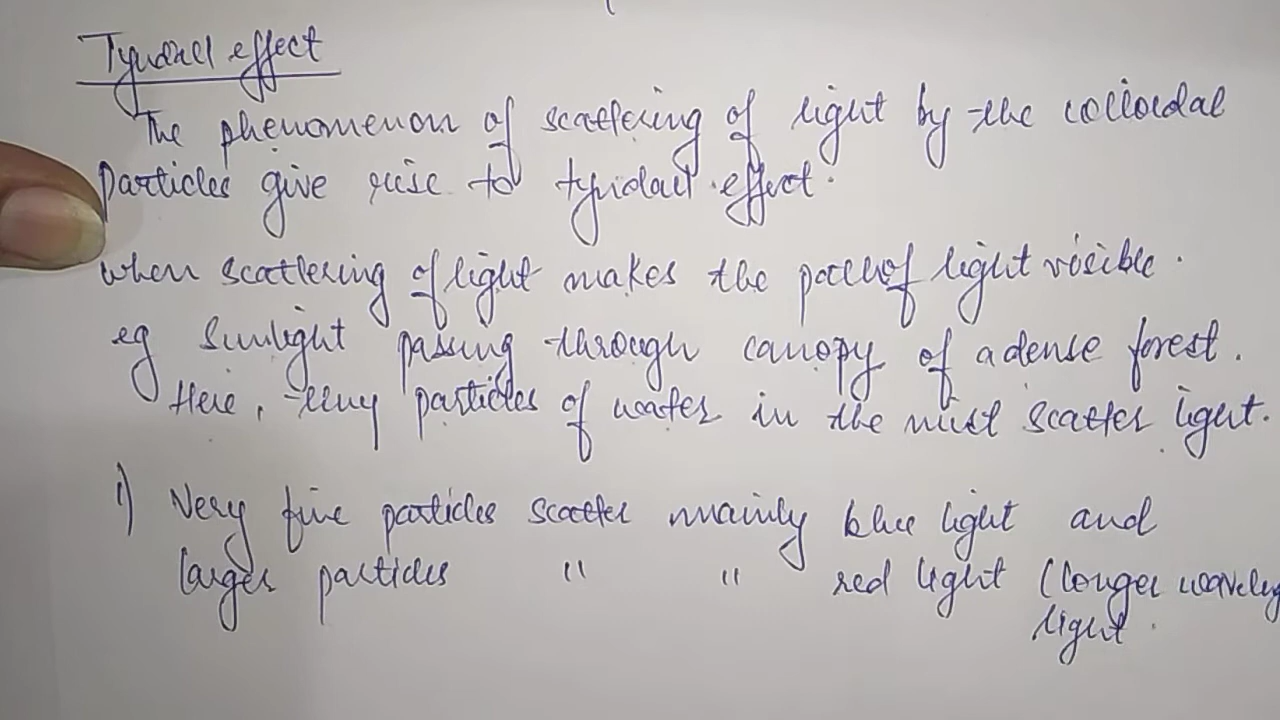 Tyndall effect
The phenomenon of scattering of light by the colloidal
particles give rise to tyndall effect.
When scattering of light makes the path of light visible.
eg Sunlight passing through canopy of a dense forest.
Here, tiny particles of water in the mist scatter light.
1) Very fine particles scatter mainly blue light and
larger particles " " red light (longer
light.